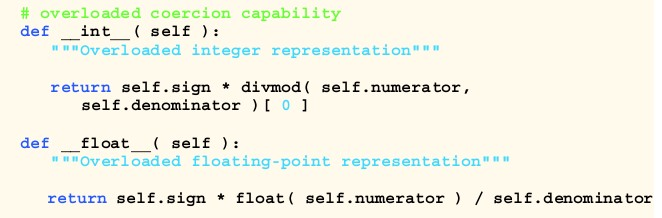 # overloaded coercion capability
def __int__( self ):
"""Overloaded integer representation"""
return self.sign * divmod( self.numerator,
self.denominator )[ 0 ]
def __float__( self ):
"""Overloaded floating-point representation"""
return self.sign * float( self.numerator ) / self.denominator